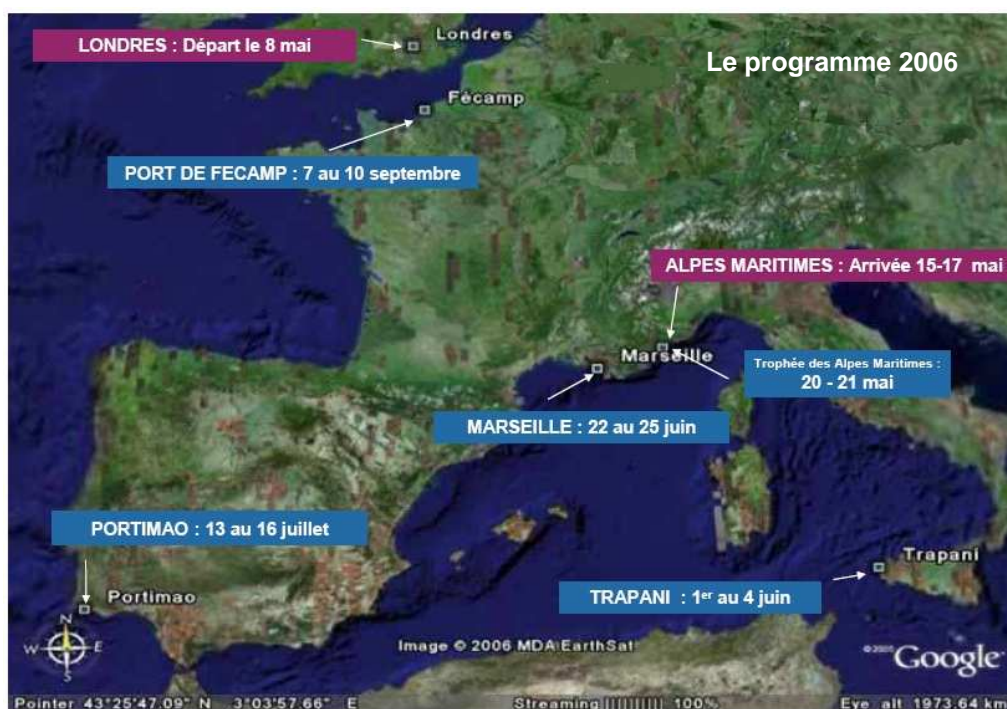 LONDRES : Départ le 8 mai
Londres
Le programme 2006
Fécamp
PORT DE FECAMP : 7 au 10 septembre
ALPES MARITIMES : Arrivée 15-17 mai
Marseille
Trophée des Alpes Maritimes :
20 - 21 mai
MARSEILLE : 22 au 25 juin
PORTIMAO : 13 au 16 juillet
Trapani
TRAPANI : 1er au 4 juin
Portimao
N
W E
S
Image © 2006 MDA EarthSat
©2005 Google
Pointer 43°25'47.09" N 3°03'57.66" E Streaming ||||||||| 100% Eye alt 1973.64 km